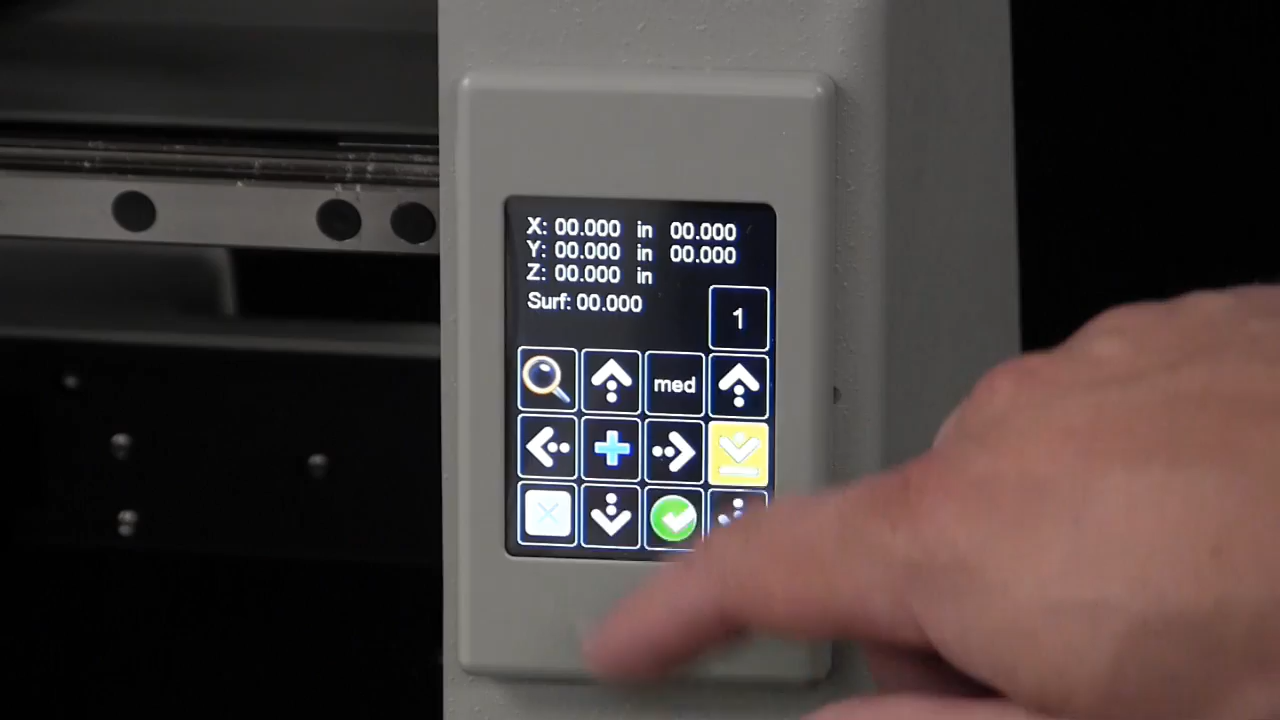 X: 00.000 in 00.000
Y: 00.000 in 00.000
Z: 00.000 in
Surf: 00.000
1
med